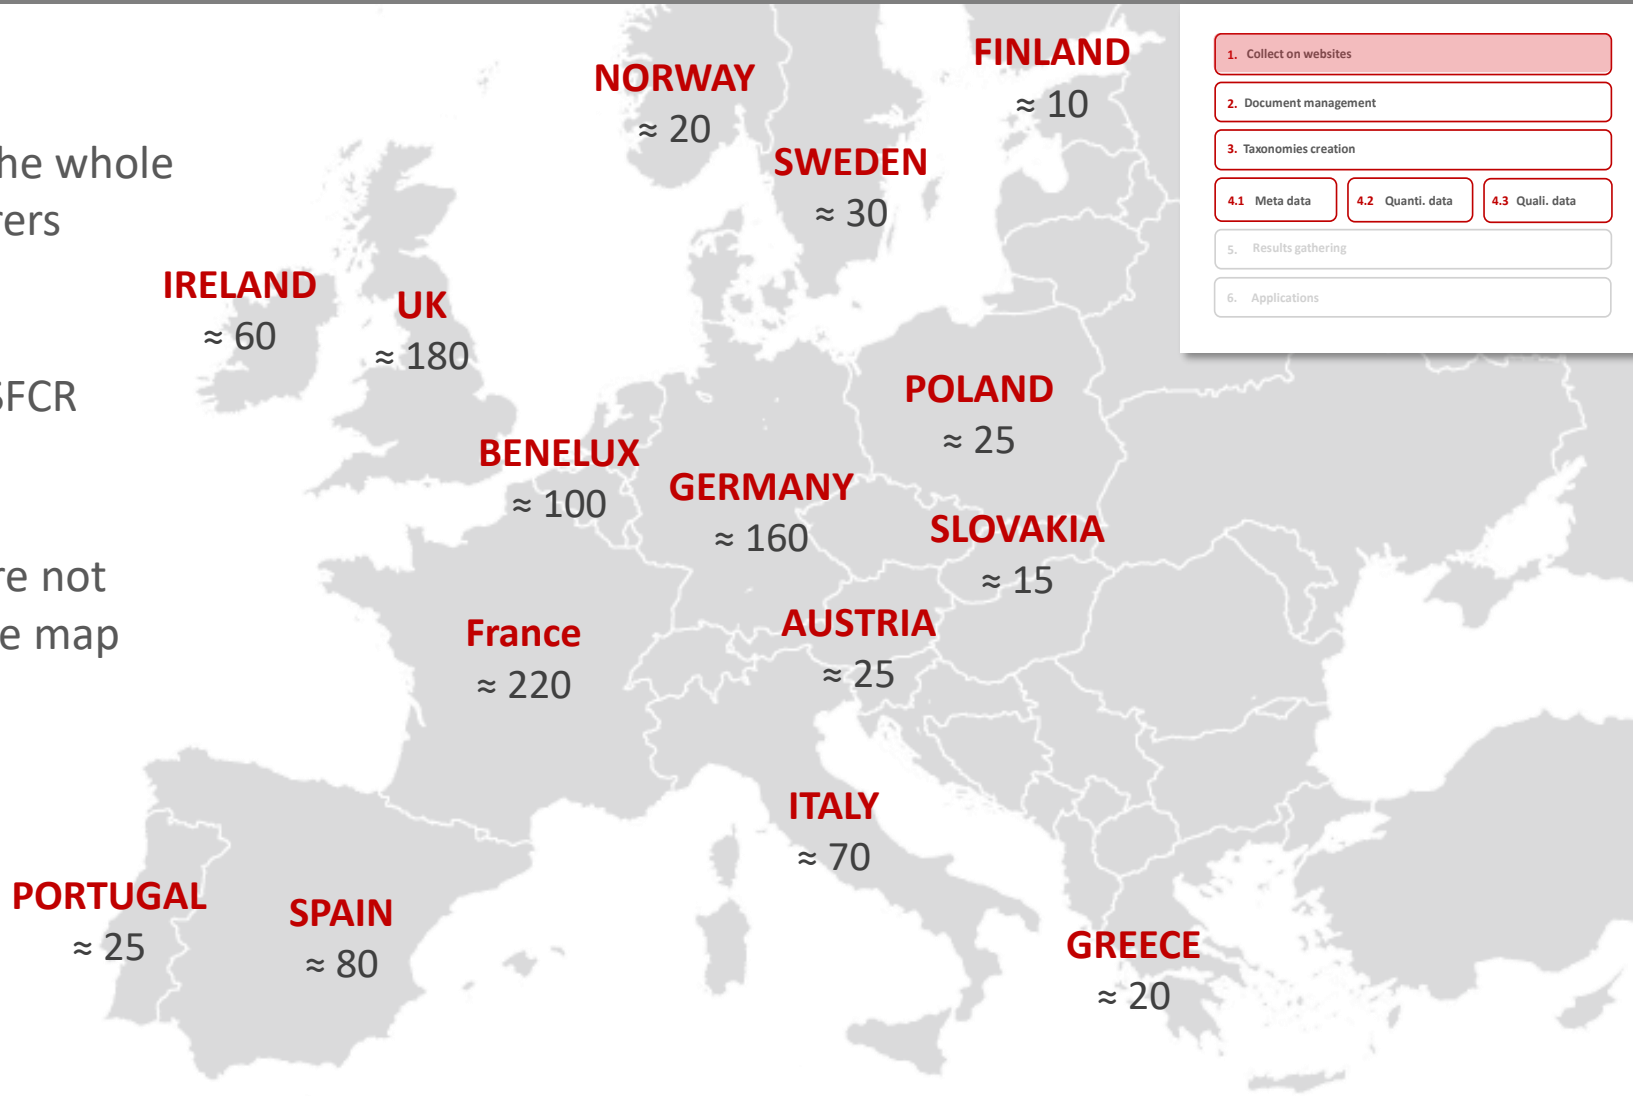 he whole
rers
SFCR
re not
e map
NORWAY
≈ 20
FINLAND
≈ 10
SWEDEN
≈ 30
IRELAND
≈ 60
UK
≈ 180
POLAND
≈ 25
BENELUX
≈ 100
GERMANY
≈ 160
SLOVAKIA
≈ 15
France
≈ 220
AUSTRIA
≈ 25
ITALY
≈ 70
PORTUGAL
≈ 25
SPAIN
≈ 80
GREECE
≈ 20
1. Collect on websites
2. Document management
3. Taxonomies creation
4.1 Meta data
4.2 Quanti. data
4.3 Quali. data
5. Results gathering
6. Applications